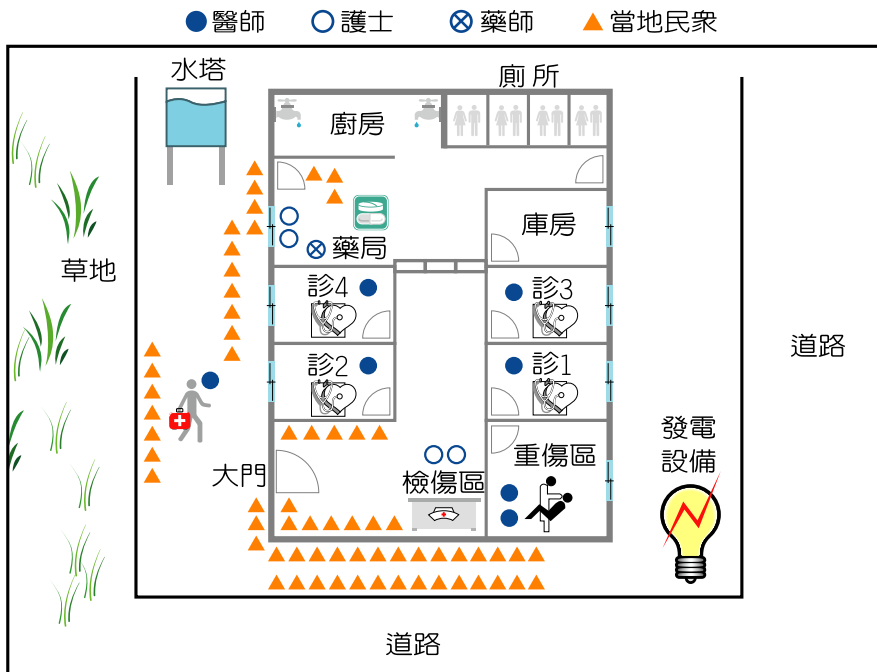 醫師 護士 藥師 當地民眾
水塔
廁所
廚房
庫房
藥局
草地
診4
診3
道路
診2
診1
發電
設備
重傷區
大門
檢傷區
道路